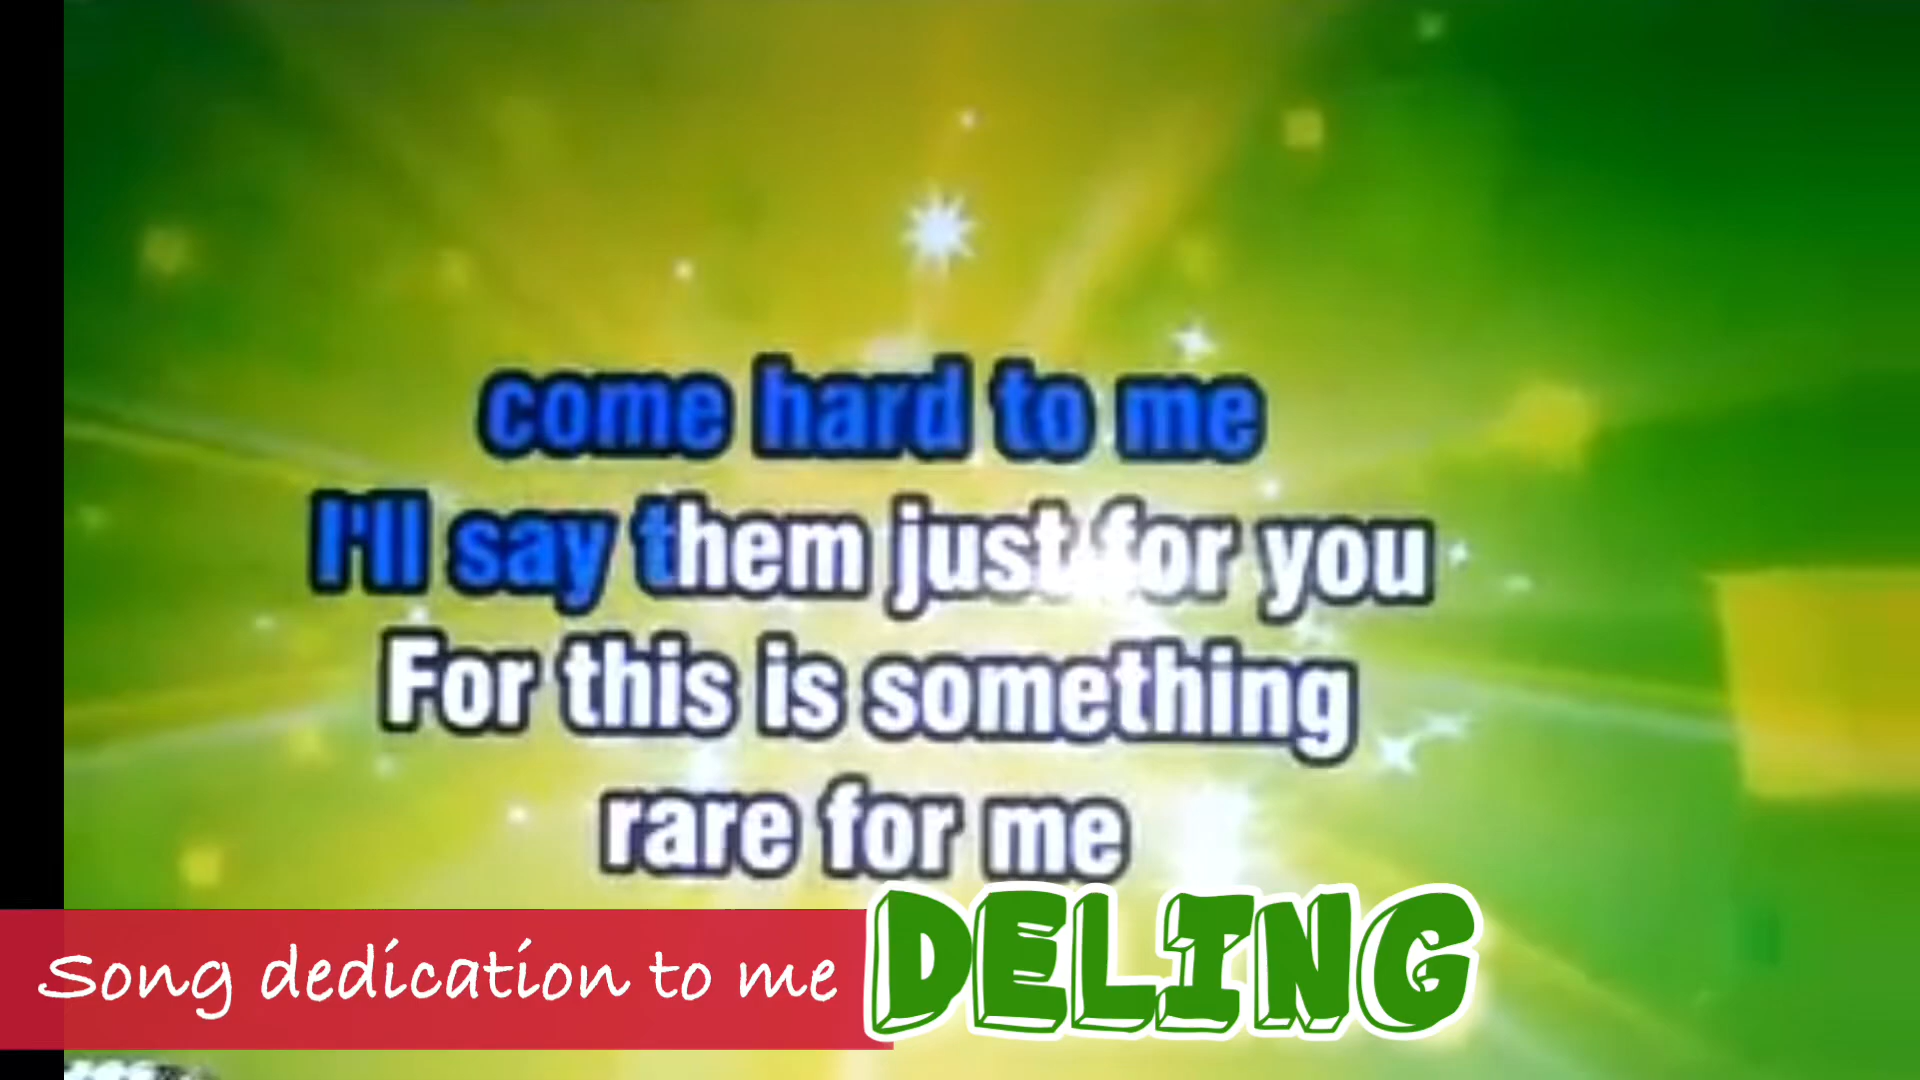 come hard to me
I'll say them just for you
For this is something
rare for me
Song dedication to me DELING